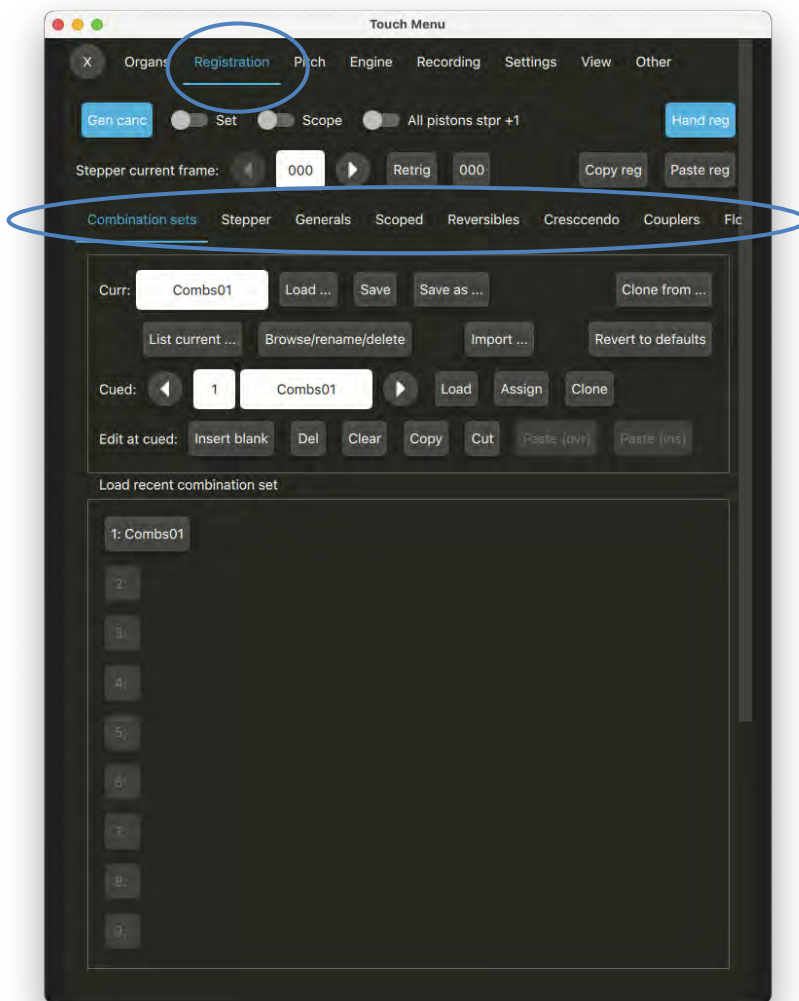 Touch Menu
X Organs Registration Pitch Engine Recording Settings View Other
Gen canc Set Scope All pistons stpr +1 Hand reg
Stepper current frame: 000 Retrig 000 Copy reg Paste reg
Combination sets Stepper Generals Scoped Reversibles Cresccendo Couplers Flc
Curr: Combs01 Load ... Save Save as ... Clone from ...
List current ... Browse/rename/delete Import ... Revert to defaults
Cued: 1 Combs01 Load Assign Clone
Edit at cued: Insert blank Del Clear Copy Cut Paste (ovr) Paste (ins)
Load recent combination set
1: Combs01
2:
3:
4:
5:
6:
7:
8:
9: